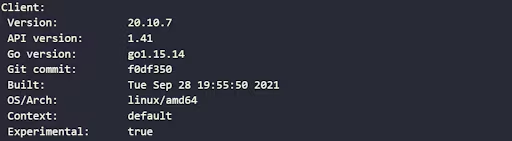 Client:
Version: 20.10.7
API version: 1.41
Go version: go1.15.14
Git commit: f0df350
Built: Tue Sep 28 19:55:50 2021
OS/Arch: linux/amd64
Context: default
Experimental: true